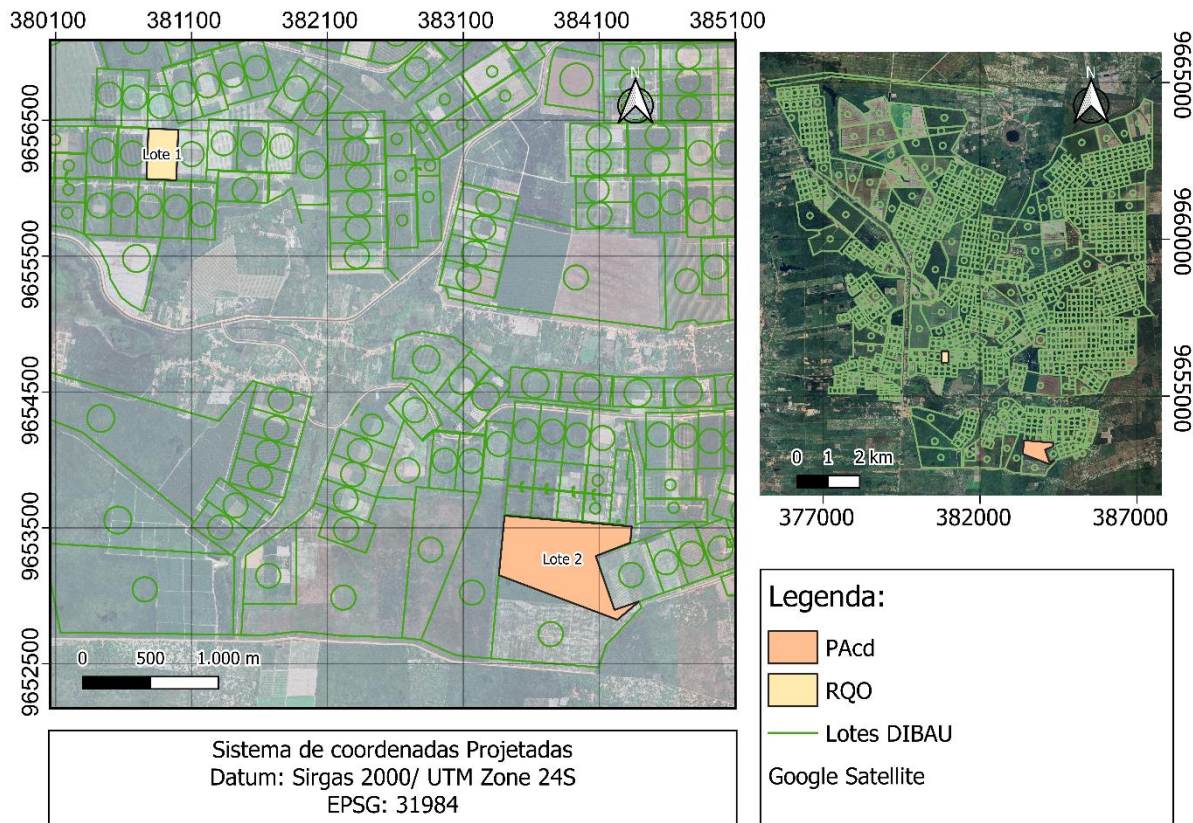 380100 381100 382100 383100 384100 385100
9656500
9655500
9654500
9653500
9652500
N
Lote 1
Lote 2
0 500 1.000 m
Sistema de coordenadas Projetadas
Datum: Sirgas 2000/ UTM Zone 24S
EPSG: 31984
N
9665000
9660000
9655000
0 1 2 km
377000 382000 387000
Legenda:
PAcd
RQO
Lotes DIBAU
Google Satellite